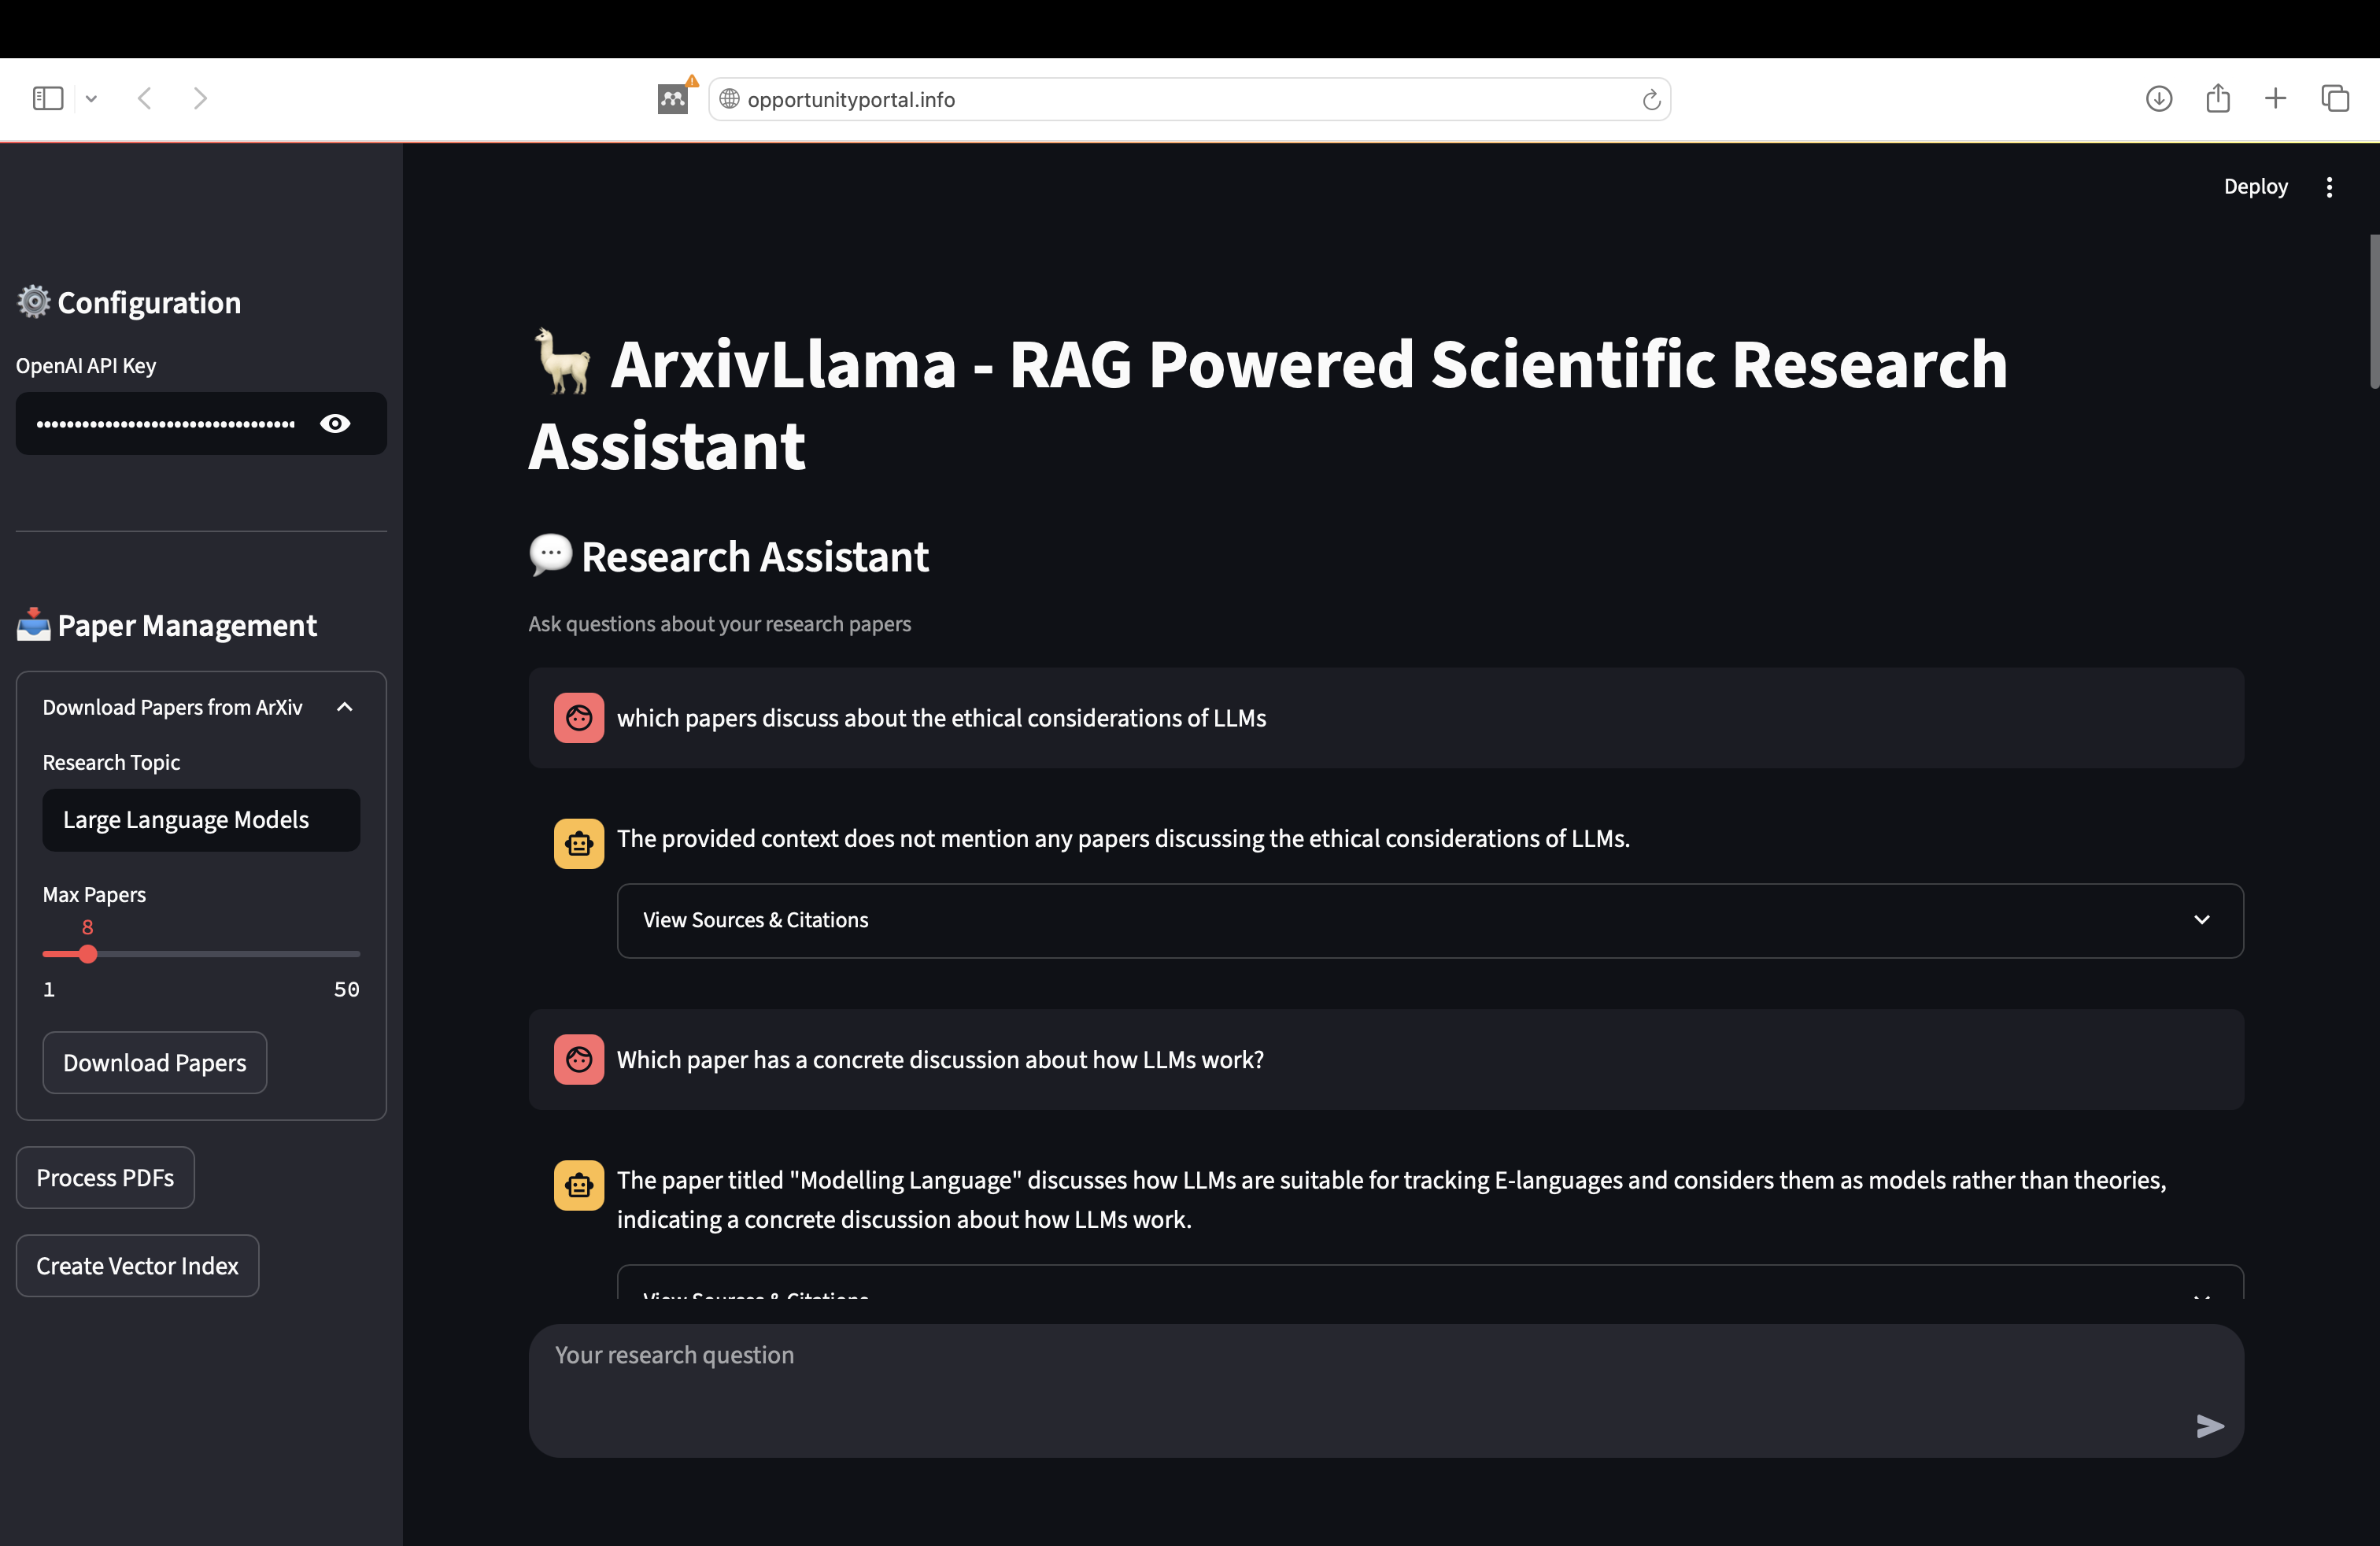 opportunityportal.info
Deploy
Configuration
OpenAI API Key
Paper Management
Download Papers from ArXiv
Research Topic
Large Language Models
Max Papers
8
1 50
Download Papers
Process PDFs
Create Vector Index
ArxivLlama - RAG Powered Scientific Research
Assistant
Research Assistant
Ask questions about your research papers
which papers discuss about the ethical considerations of LLMs
The provided context does not mention any papers discussing the ethical considerations of LLMs.
View Sources & Citations
Which paper has a concrete discussion about how LLMs work?
The paper titled "Modelling Language" discusses how LLMs are suitable for tracking E-languages and considers them as models rather than theories,
indicating a concrete discussion about how LLMs work.
View Sources & Citations
Your research question